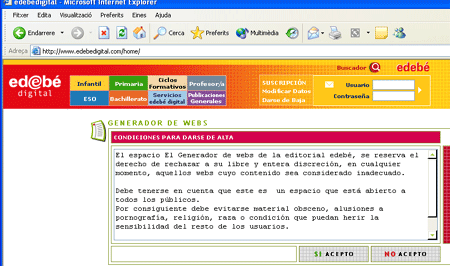 edebedigital - Microsoft Internet Explorer
Fitxer Edita Visualització Preferits Eines Ajuda
Endarrere Cerca Preferits Multimèdia
Adreça http://www.edebedigital.com/home/
Buscador edebé
edebé digital
Infantil Primaria Ciclos Formativos Profesor/a
ESO Bachillerato Servicios edebé digital Publicaciones Generales
SUSCRIPCIÓN
Modificar Datos
Darse de Baja
Usuario
Contraseña
GENERADOR DE WEBS
CONDICIONES PARA DARSE DE ALTA
El espacio El Generador de webs de la editorial edebé, se reserva el
derecho de rechazar a su libre y entera discreción, en cualquier
momento, aquellos webs cuyo contenido sea considerado inadecuado.
Debe tenerse en cuenta que este es un espacio que está abierto a
todos los públicos.
Por consiguiente debe evitarse material obsceno, alusiones a
pornografía, religión, raza o condición que puedan herir la
sensibilidad del resto de los usuarios.
SI ACEPTO NO ACEPTO